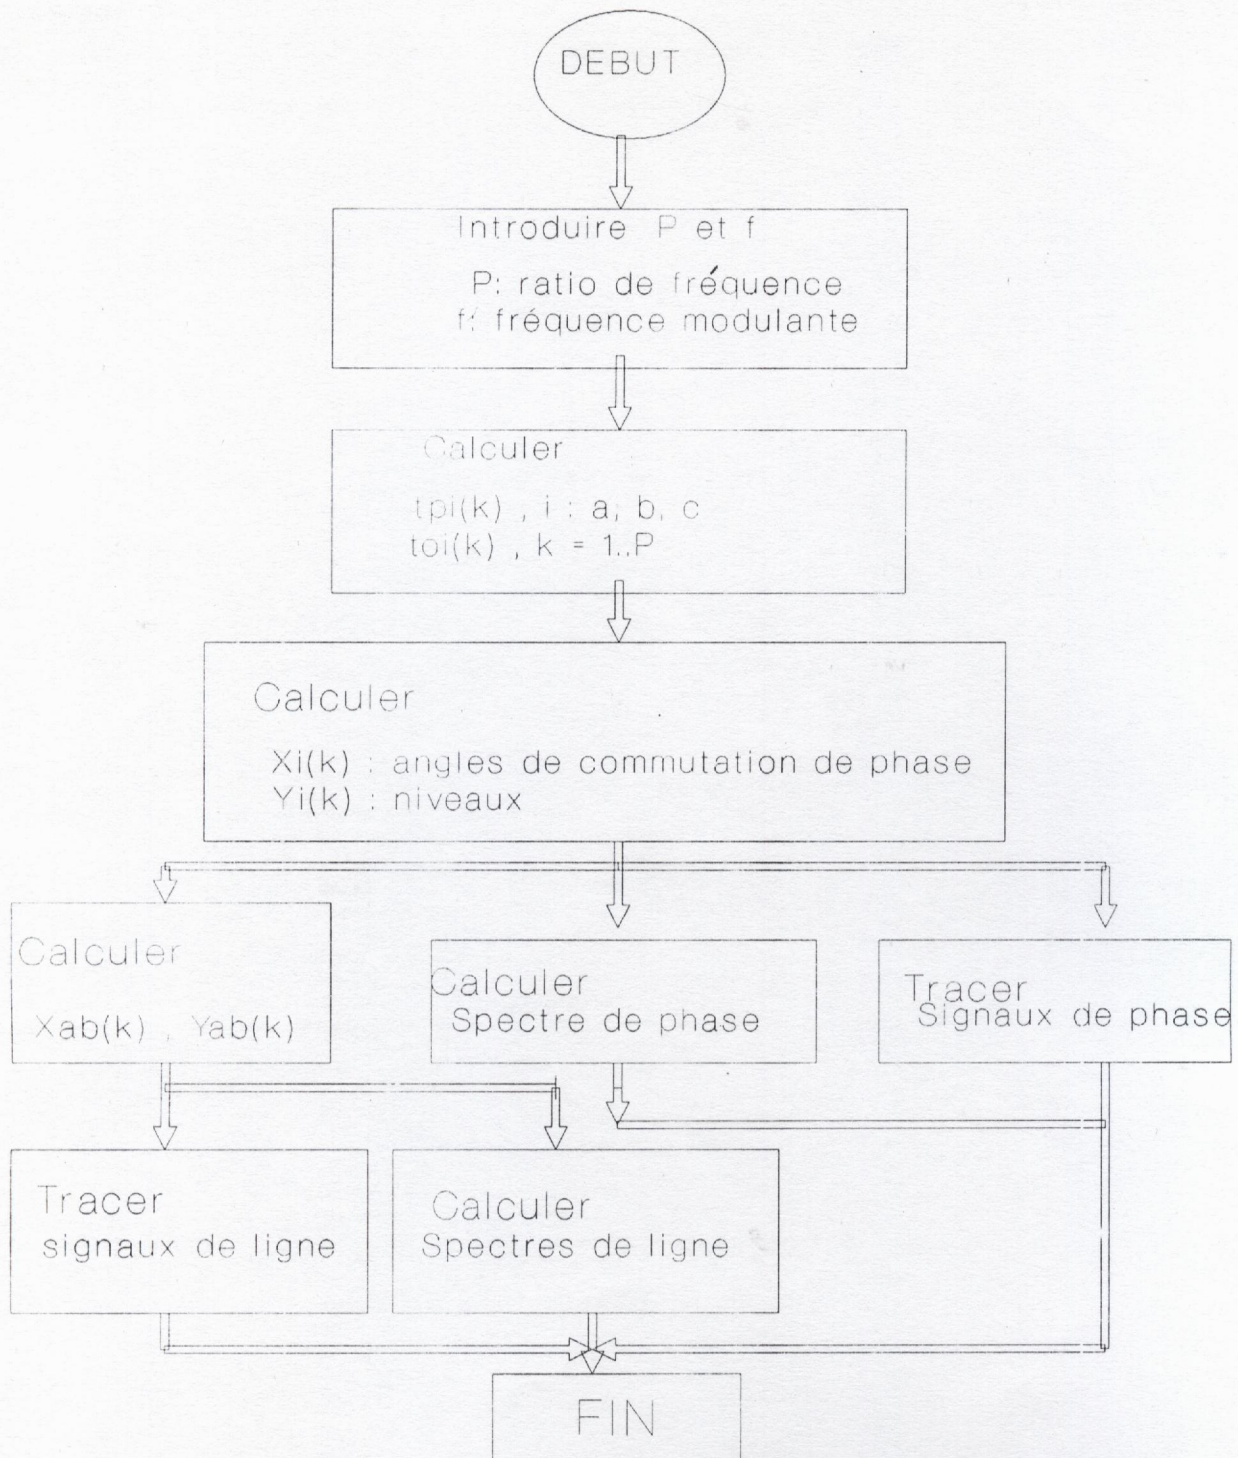 DEBUT
Introduire P et f
P: ratio de fréquence
f: fréquence modulante
Calculer
tpi(k) , i : a; b, c
toi(k) , k = 1..P
Calculer
Xi(k) : angles de commutation de phase
Yi(k) : niveaux
Calculer
Xab(k) , Yab(k)
Calculer
Spectre de phase
Tracer
Signaux de phase
Tracer
signaux de ligne
Calculer
Spectres de ligne
FIN